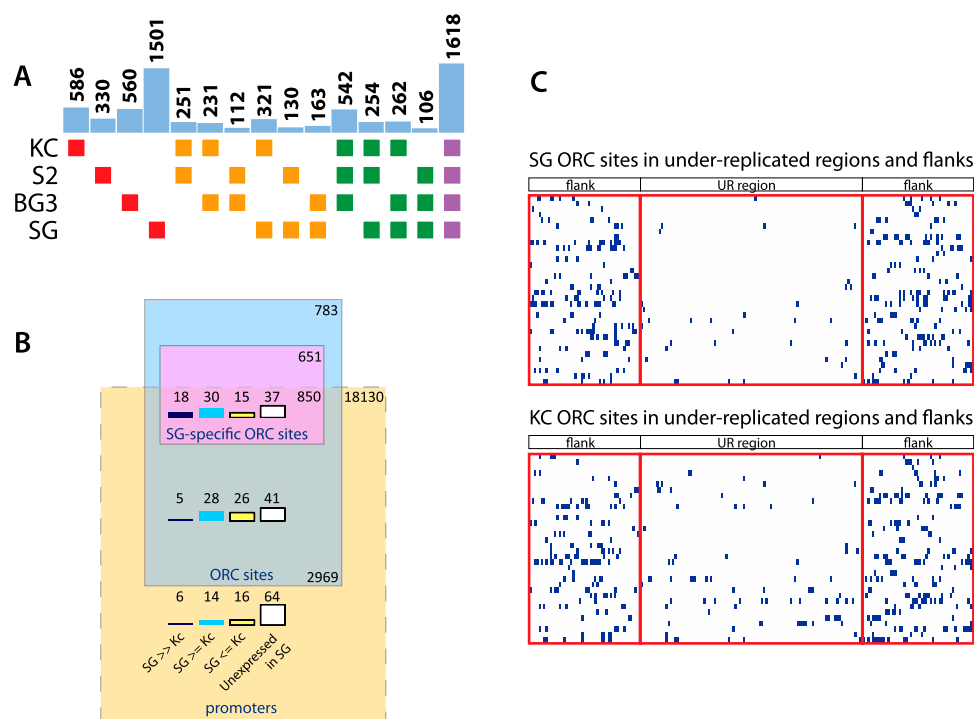 A
586 330 560 1501 251 231 112 321 130 163 542 254 262 106 1618
KC
S2
BG3
SG
B
783
651
18 30 15 37 850 18130
SG-specific ORC sites
5 28 26 41
ORC sites 2969
6 14 16 64
SG >> Kc
SG >= Kc
SG <= Kc
Unexpressed
in SG
promoters
C
SG ORC sites in under-replicated regions and flanks
flank UR region flank
KC ORC sites in under-replicated regions and flanks
flank UR region flank